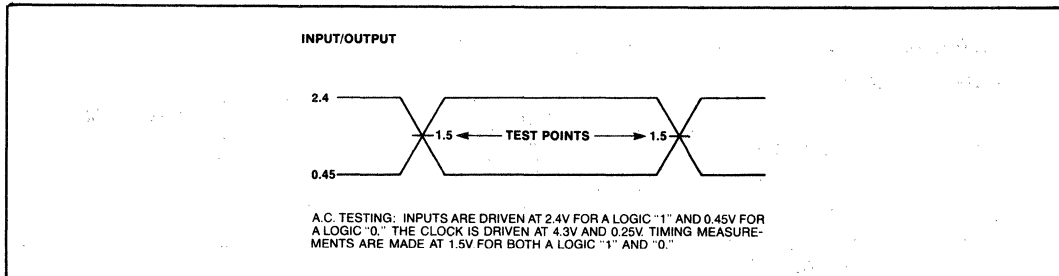 INPUT/OUTPUT
2.4
1.5 TEST POINTS 1.5
0.45
A.C. TESTING: INPUTS ARE DRIVEN AT 2.4V FOR A LOGIC "1" AND 0.45V FOR
A LOGIC "0." THE CLOCK IS DRIVEN AT 4.3V AND 0.25V. TIMING MEASURE-
MENTS ARE MADE AT 1.5V FOR BOTH A LOGIC "1" AND "0."